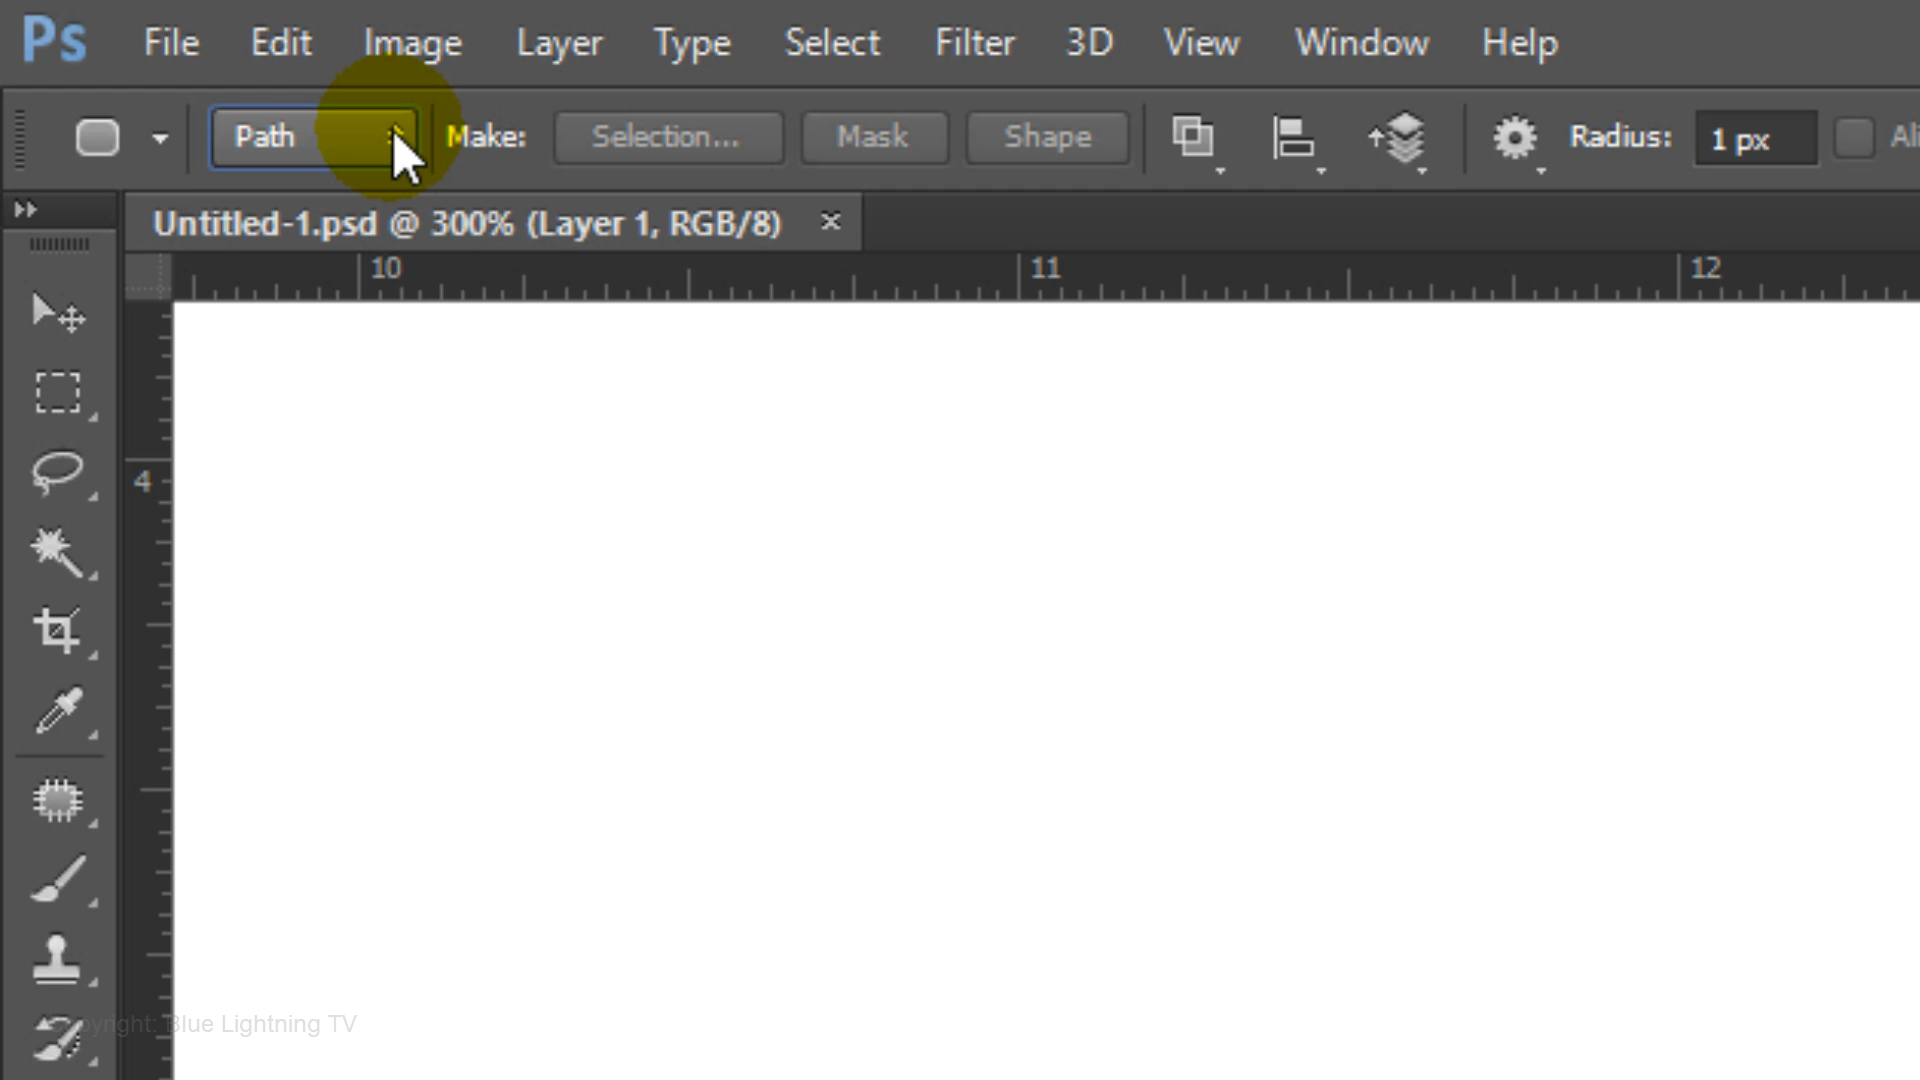 Ps File Edit Image Layer Type Select Filter 3D View Window Help
Path Make: Selection... Mask Shape Radius: 1 px
Untitled-1.psd @ 300% (Layer 1, RGB/8) ×
10 11 12
4
Copyright: Blue Lightning TV